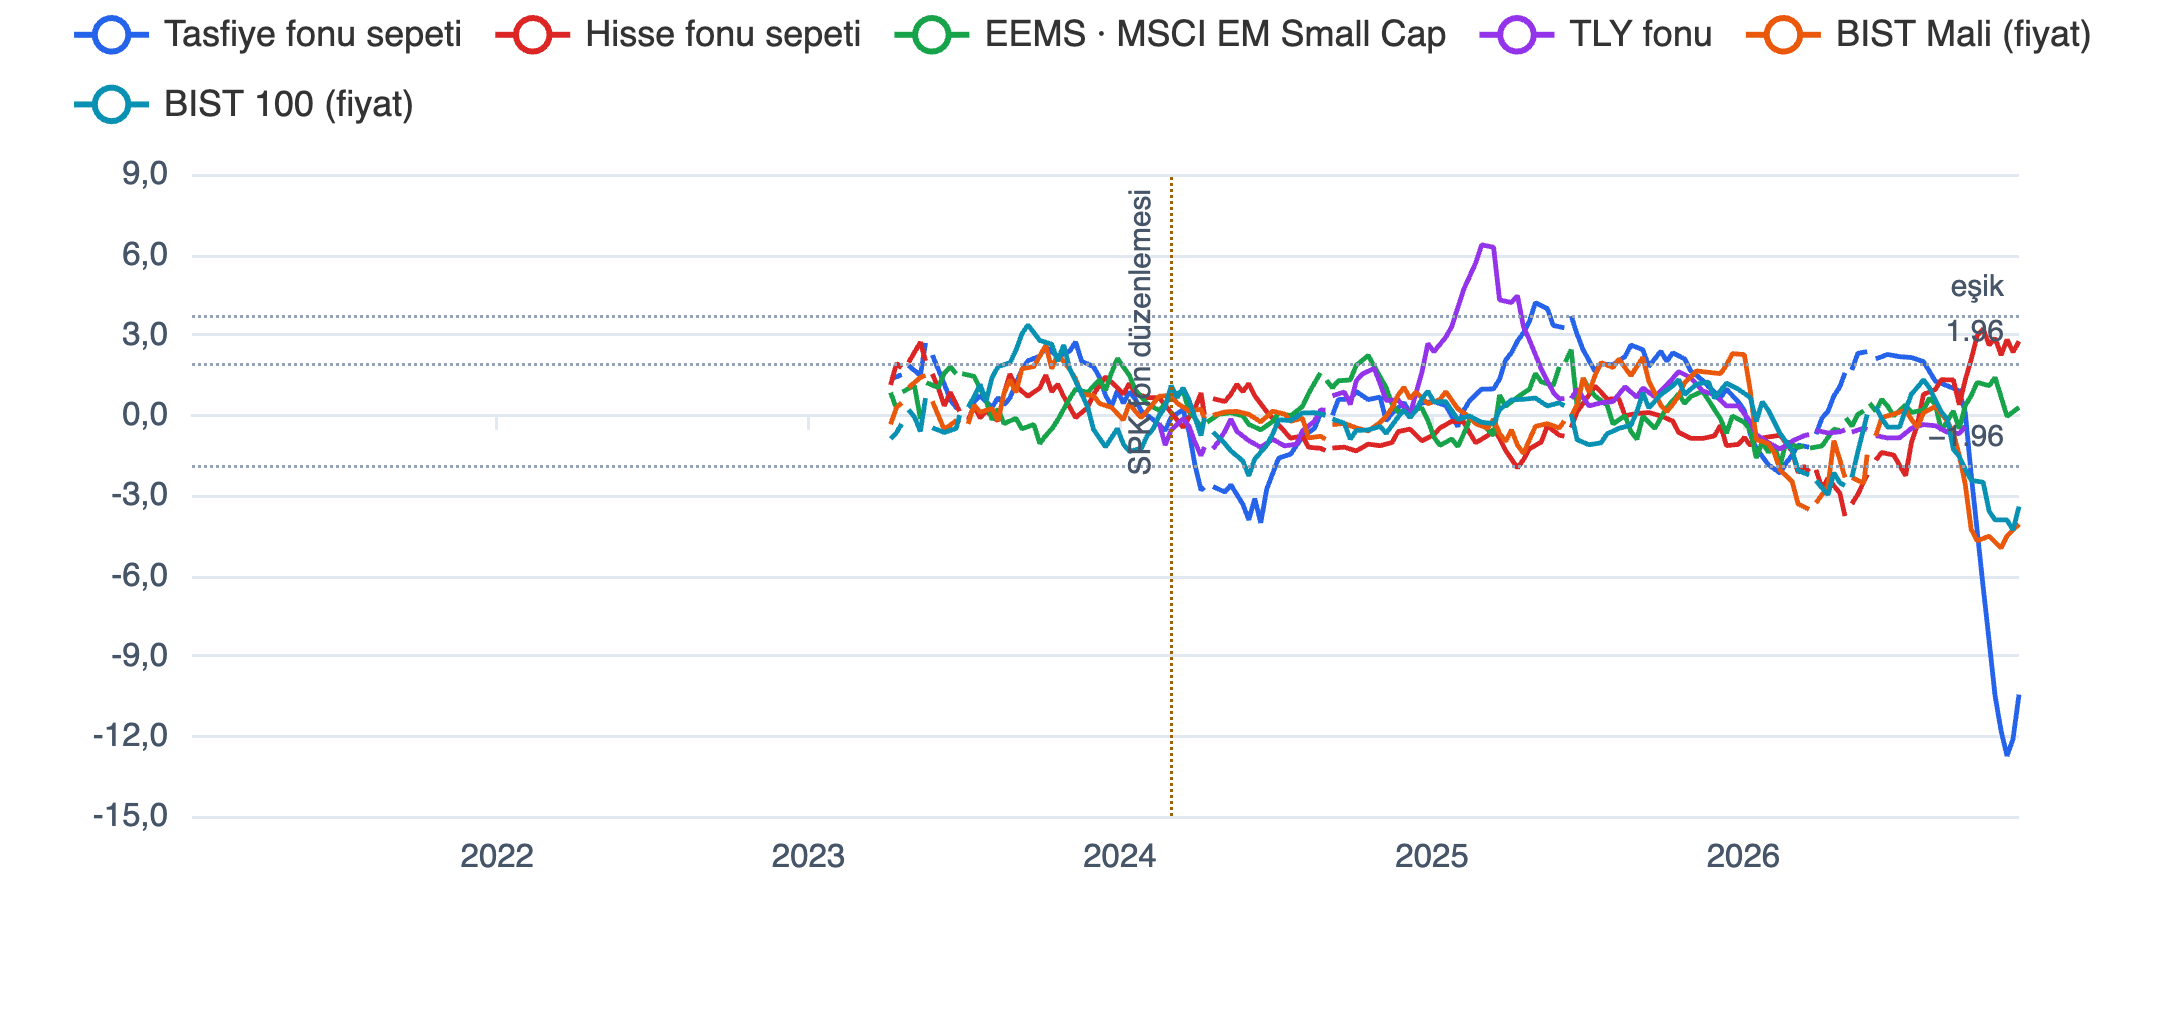 Tasfiye fonu sepeti Hisse fonu sepeti EEMS · MSCI EM Small Cap TLY fonu BIST Mali (fiyat)
BIST 100 (fiyat)
9,0
6,0
3,0
0,0
-3,0
-6,0
-9,0
-12,0
-15,0
SPK fon düzenlemesi
eşik
1.96
−1.96
2022 2023 2024 2025 2026